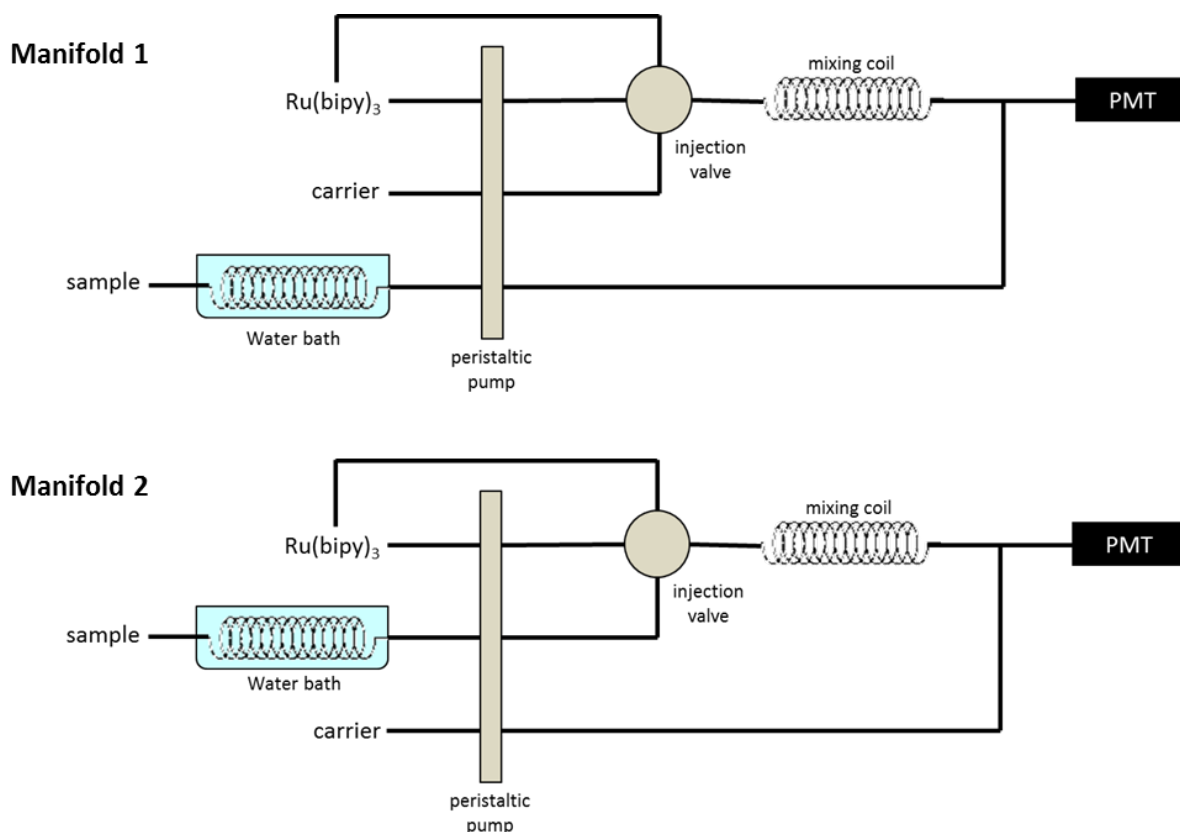 Manifold 1
mixing coil
Ru(bipy)₃
PMT
injection
valve
carrier
sample
Water bath
peristaltic
pump
Manifold 2
mixing coil
Ru(bipy)₃
PMT
injection
valve
sample
Water bath
carrier
peristaltic
pump